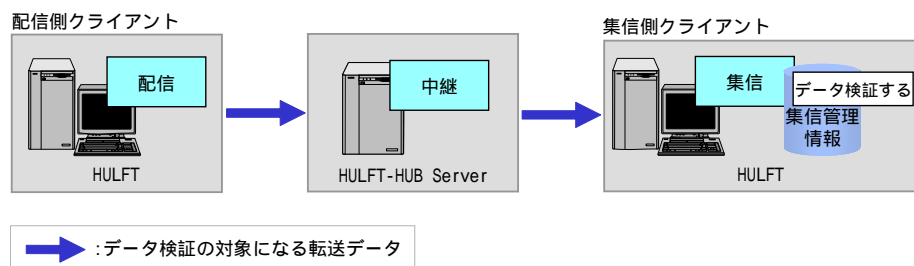 配信側クライアント
集信側クライアント
配信
中継
集信
データ検証する
集信管理
情報
HULFT
HULFT-HUB Server
HULFT
:データ検証の対象になる転送データ